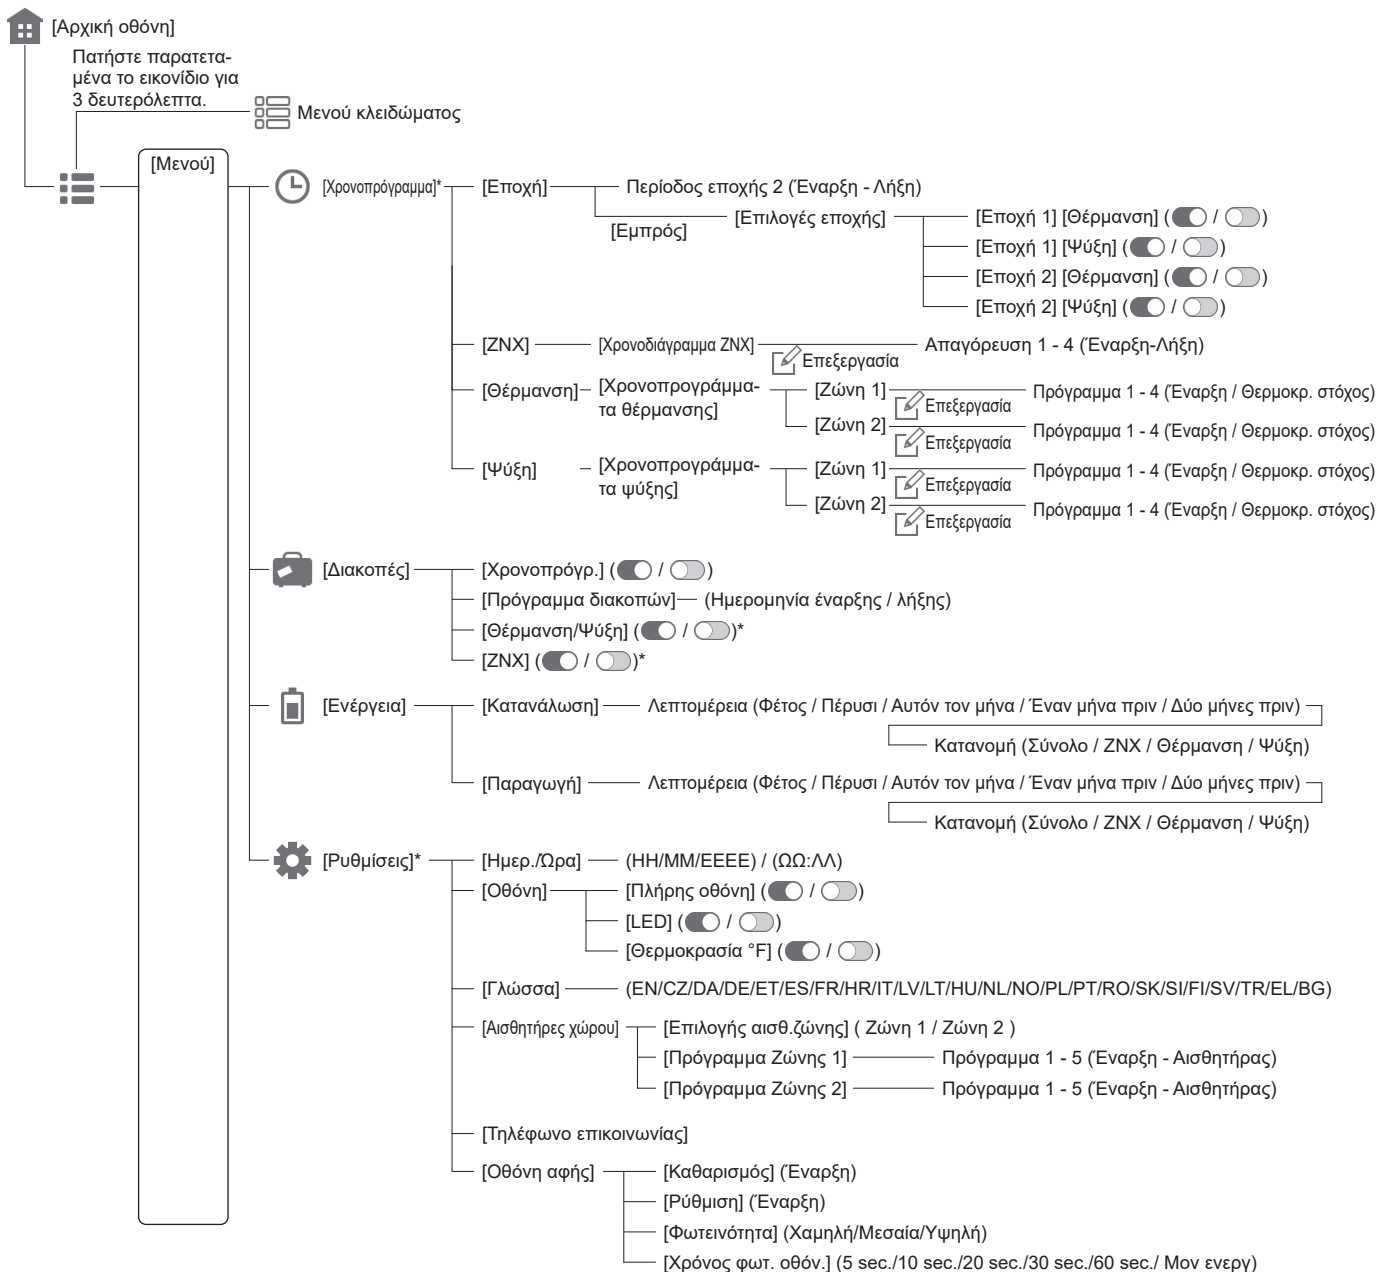 [Αρχική οθόνη]
Πατήστε παρατετα-
μένα το εικονίδιο για
3 δευτερόλεπτα.
Μενού κλειδώματος
[Μενού]
[Χρονοπρόγραμμα]*
[Εποχή]
Περίοδος εποχής 2 (Έναρξη - Λήξη)
[Εμπρός]
[Επιλογές εποχής]
[Εποχή 1] [Θέρμανση] ( / )
[Εποχή 1] [Ψύξη] ( / )
[Εποχή 2] [Θέρμανση] ( / )
[Εποχή 2] [Ψύξη] ( / )
[ΖΝΧ]
[Χρονοδιάγραμμα ΖΝΧ]
Επεξεργασία
Απαγόρευση 1 - 4 (Έναρξη-Λήξη)
[Θέρμανση]
[Χρονοπρογράμμα-
τα θέρμανσης]
[Ζώνη 1]
Επεξεργασία
Πρόγραμμα 1 - 4 (Έναρξη / Θερμοκρ. στόχος)
[Ζώνη 2]
Επεξεργασία
Πρόγραμμα 1 - 4 (Έναρξη / Θερμοκρ. στόχος)
[Ψύξη]
[Χρονοπρογράμμα-
τα ψύξης]
[Ζώνη 1]
Επεξεργασία
Πρόγραμμα 1 - 4 (Έναρξη / Θερμοκρ. στόχος)
[Ζώνη 2]
Επεξεργασία
Πρόγραμμα 1 - 4 (Έναρξη / Θερμοκρ. στόχος)
[Διακοπές]
[Χρονοπρόγρ.] ( / )
[Πρόγραμμα διακοπών]
(Ημερομηνία έναρξης / λήξης)
[Θέρμανση/Ψύξη] ( / )*
[ΖΝΧ] ( / )*
[Ενέργεια]
[Κατανάλωση]
Λεπτομέρεια (Φέτος / Πέρυσι / Αυτόν τον μήνα / Έναν μήνα πριν / Δύο μήνες πριν)
Κατανομή (Σύνολο / ΖΝΧ / Θέρμανση / Ψύξη)
[Παραγωγή]
Λεπτομέρεια (Φέτος / Πέρυσι / Αυτόν τον μήνα / Έναν μήνα πριν / Δύο μήνες πριν)
Κατανομή (Σύνολο / ΖΝΧ / Θέρμανση / Ψύξη)
[Ρυθμίσεις]*
[Ημερ./Ώρα]
(ΗΗ/ΜΜ/ΕΕΕΕ) / (ΩΩ:ΛΛ)
[Οθόνη]
[Πλήρης οθόνη] ( / )
[LED] ( / )
[Θερμοκρασία °F] ( / )
[Γλώσσα]
(EN/CZ/DA/DE/ET/ES/FR/HR/IT/LV/LT/HU/NL/NO/PL/PT/RO/SK/SI/FI/SV/TR/EL/BG)
[Αισθητήρες χώρου]
[Επιλογής αισθ.ζώνης] ( Ζώνη 1 / Ζώνη 2 )
[Πρόγραμμα Ζώνης 1]
Πρόγραμμα 1 - 5 (Έναρξη - Αισθητήρας)
[Πρόγραμμα Ζώνης 2]
Πρόγραμμα 1 - 5 (Έναρξη - Αισθητήρας)
[Τηλέφωνο επικοινωνίας]
[Οθόνη αφής]
[Καθαρισμός] (Έναρξη)
[Ρύθμιση] (Έναρξη)
[Φωτεινότητα] (Χαμηλή/Μεσαία/Υψηλή)
[Χρόνος φωτ. οθόν.] (5 sec./10 sec./20 sec./30 sec./60 sec./ Μον ενεργ)